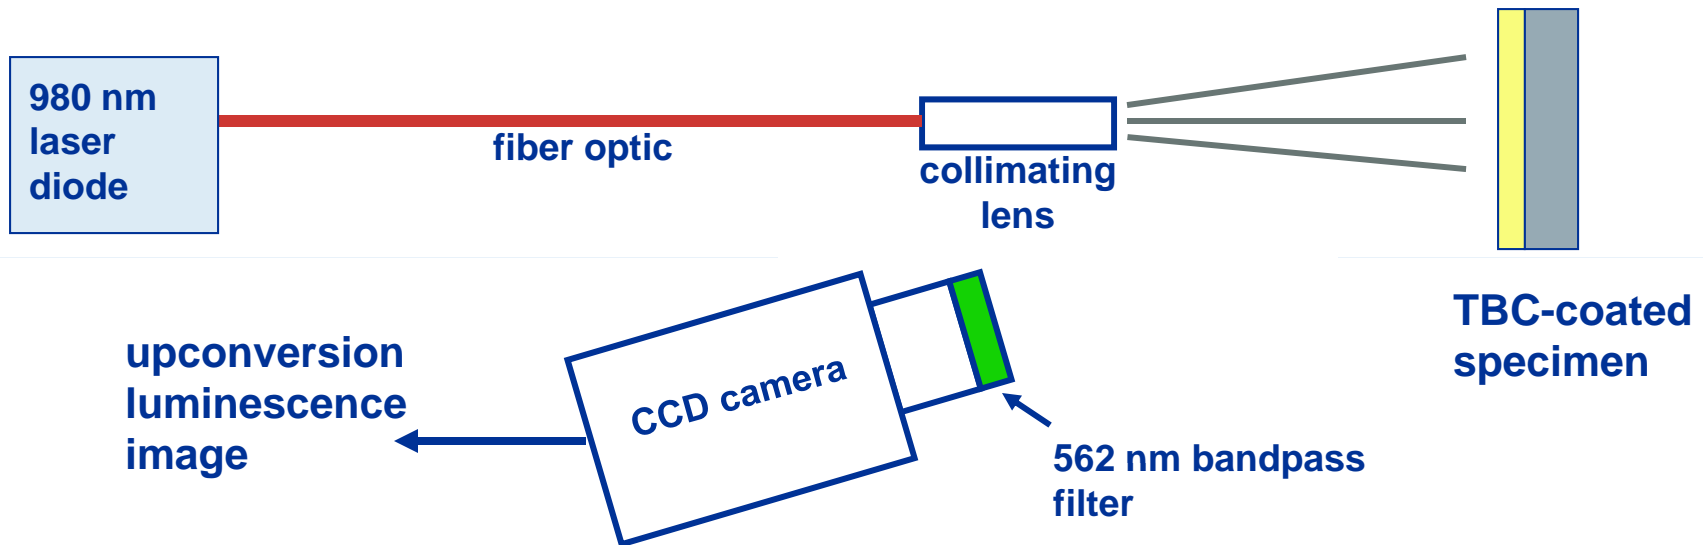 980 nm
laser
diode
fiber optic
collimating
lens
TBC-coated
specimen
upconversion
luminescence
image
CCD camera
562 nm bandpass
filter